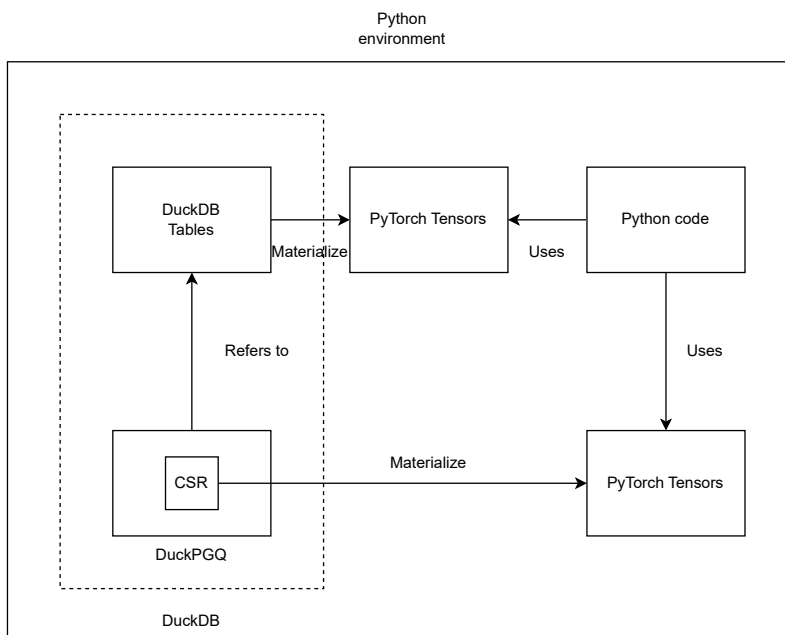 Python
environment
DuckDB
Tables
PyTorch Tensors
Python code
Materialize
Uses
Refers to
Uses
Materialize
CSR
PyTorch Tensors
DuckPGQ
DuckDB